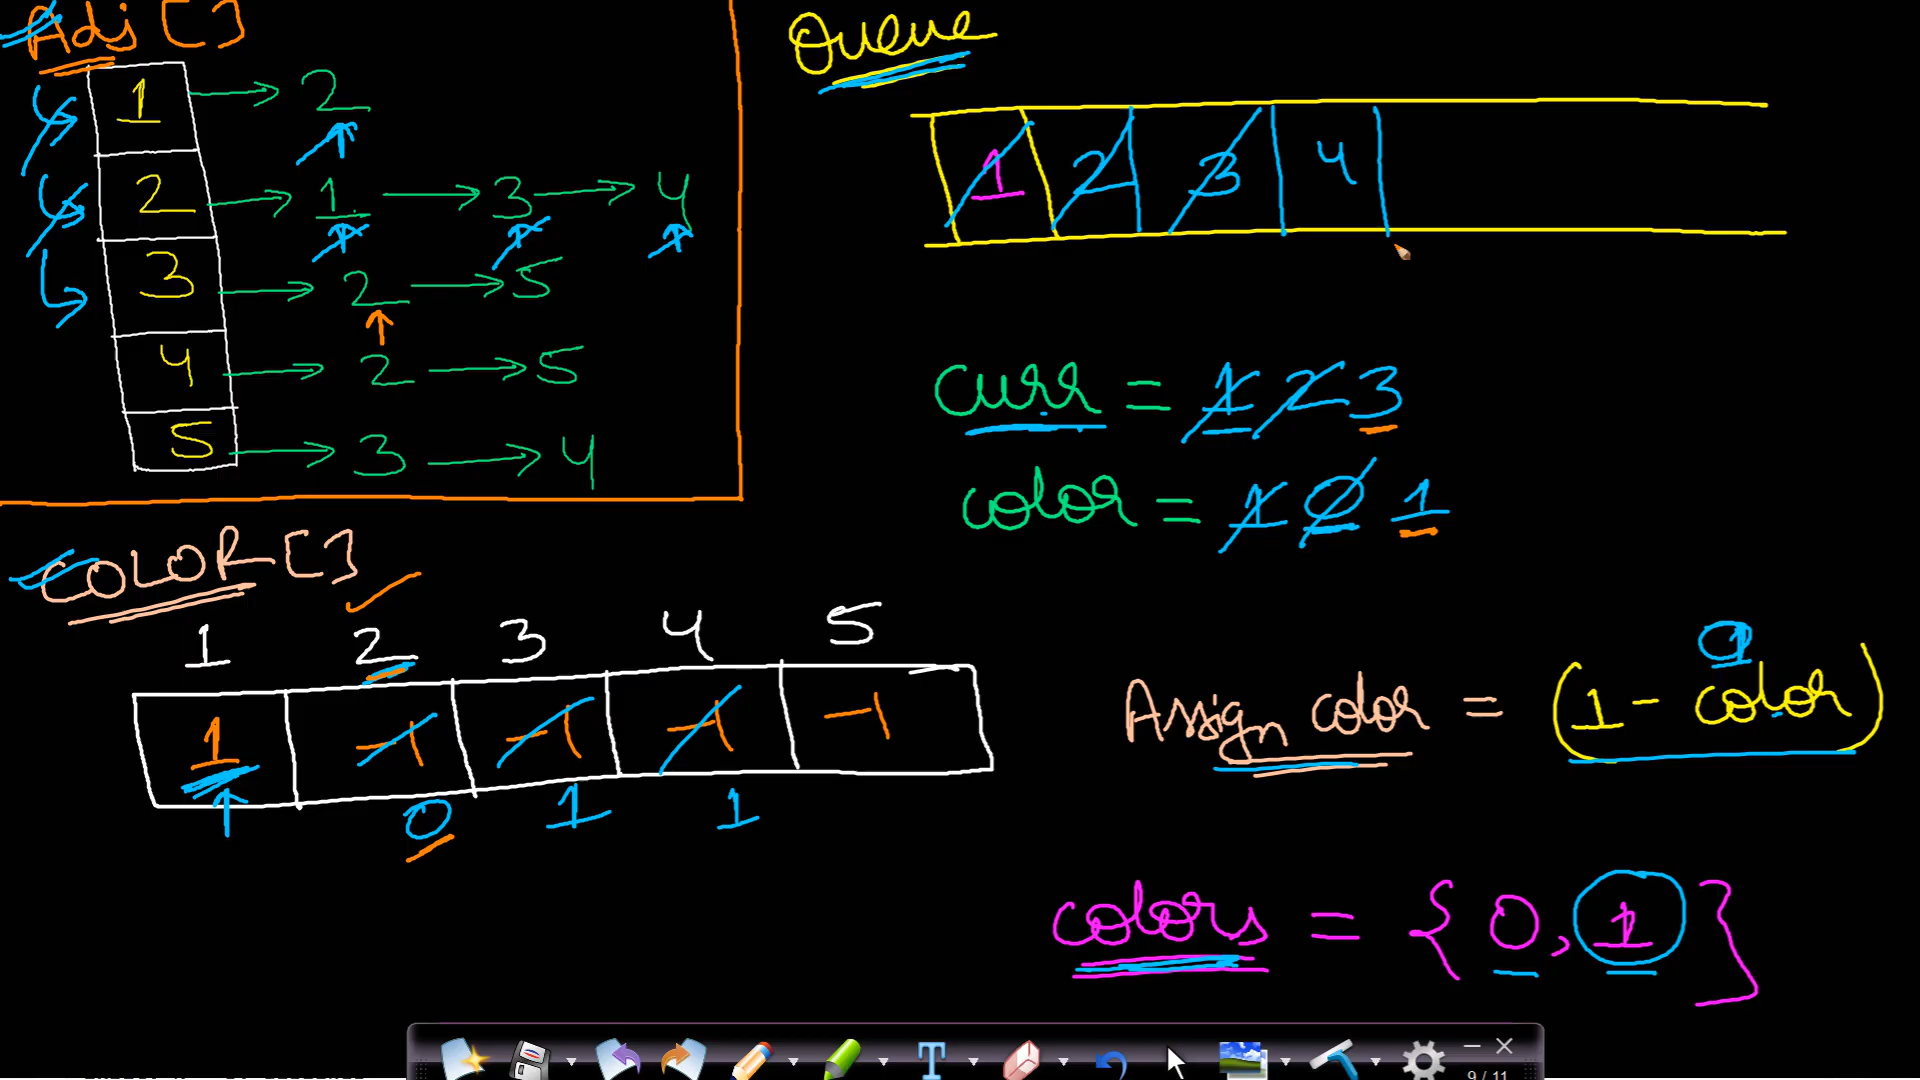 Adj [ ]
1 → 2
2 → 1 → 3 → 4
3 → 2 → 5
4 → 2 → 5
5 → 3 → 4
Queue
1 2 3 4
curr = 1 2 3
color = 1 0 1
COLOR [ ]
1 2 3 4 5
1 -1 -1 -1 -1
0 1 1
Assign color = (1 - color)
colors = { 0, 1 }
T
9 / 11